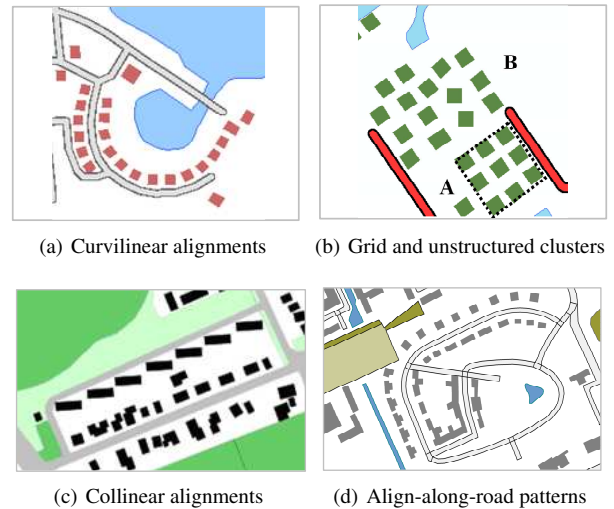 B
A
(a) Curvilinear alignments
(b) Grid and unstructured clusters
(c) Collinear alignments
(d) Align-along-road patterns